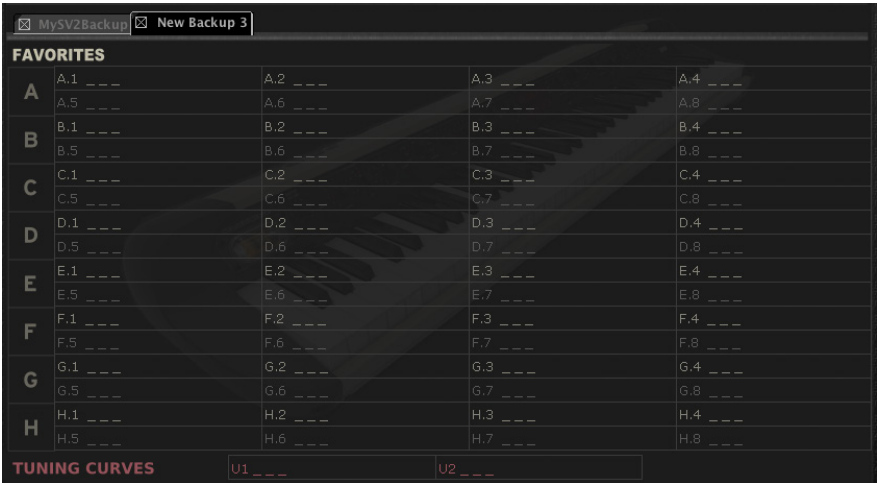 MySV2Backup New Backup 3
FAVORITES
A
A.1 _ _ _ A.2 _ _ _ A.3 _ _ _ A.4 _ _ _
A.5 _ _ _ A.6 _ _ _ A.7 _ _ _ A.8 _ _ _
B
B.1 _ _ _ B.2 _ _ _ B.3 _ _ _ B.4 _ _ _
B.5 _ _ _ B.6 _ _ _ B.7 _ _ _ B.8 _ _ _
C
C.1 _ _ _ C.2 _ _ _ C.3 _ _ _ C.4 _ _ _
C.5 _ _ _ C.6 _ _ _ C.7 _ _ _ C.8 _ _ _
D
D.1 _ _ _ D.2 _ _ _ D.3 _ _ _ D.4 _ _ _
D.5 _ _ _ D.6 _ _ _ D.7 _ _ _ D.8 _ _ _
E
E.1 _ _ _ E.2 _ _ _ E.3 _ _ _ E.4 _ _ _
E.5 _ _ _ E.6 _ _ _ E.7 _ _ _ E.8 _ _ _
F
F.1 _ _ _ F.2 _ _ _ F.3 _ _ _ F.4 _ _ _
F.5 _ _ _ F.6 _ _ _ F.7 _ _ _ F.8 _ _ _
G
G.1 _ _ _ G.2 _ _ _ G.3 _ _ _ G.4 _ _ _
G.5 _ _ _ G.6 _ _ _ G.7 _ _ _ G.8 _ _ _
H
H.1 _ _ _ H.2 _ _ _ H.3 _ _ _ H.4 _ _ _
H.5 _ _ _ H.6 _ _ _ H.7 _ _ _ H.8 _ _ _
TUNING CURVES U1 _ _ _ U2 _ _ _